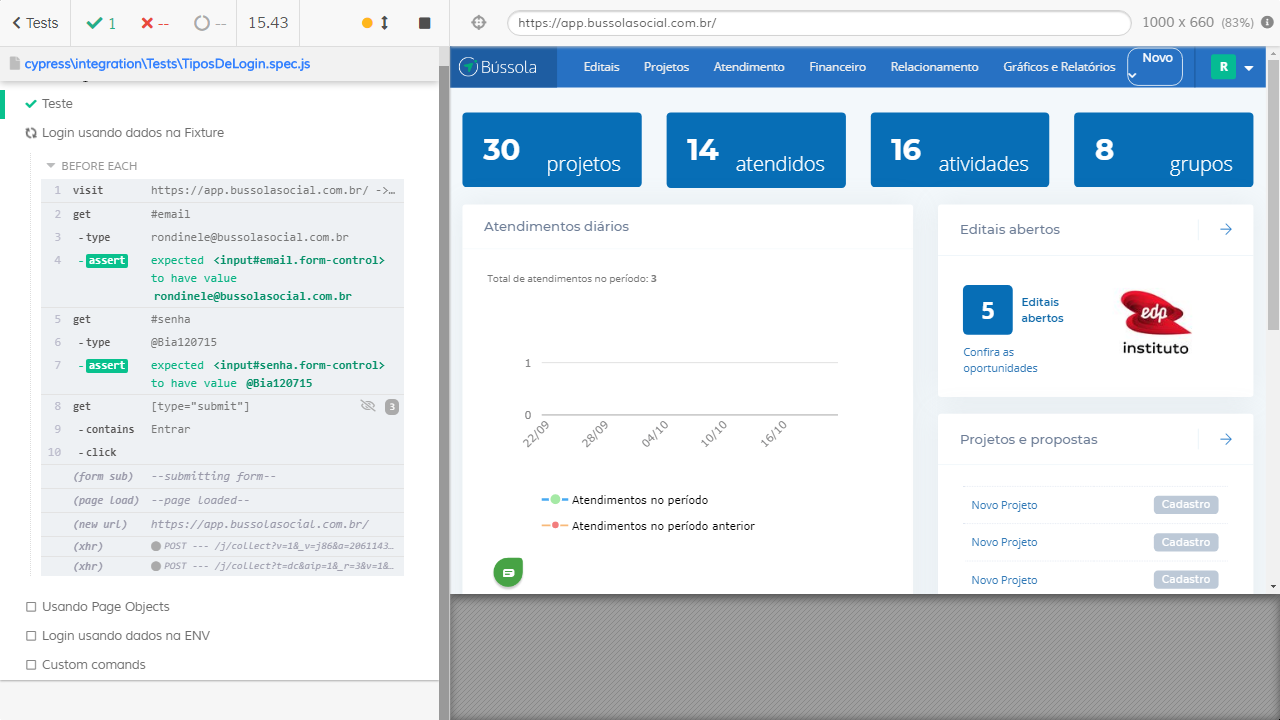 Tests
1
--
--
15.43
https://app.bussolasocial.com.br/
1000 x 660 (83%)
cypress\integration\Tests\TiposDeLogin.spec.js
Teste
Login usando dados na Fixture
BEFORE EACH
1 visit https://app.bussolasocial.com.br/ ->…
2 get #email
3 -type rondinele@bussolasocial.com.br
4 -assert expected <input#email.form-control>
to have value
rondinele@bussolasocial.com.br
5 get #senha
6 -type @Bia120715
7 -assert expected <input#senha.form-control>
to have value @Bia120715
8 get [type="submit"] 3
9 -contains Entrar
10 -click
(form sub) --submitting form--
(page load) --page loaded--
(new url) https://app.bussolasocial.com.br/
(xhr) POST --- /j/collect?v=1&_v=j86&a=2061143…
(xhr) POST --- /j/collect?t=dc&aip=1&_r=3&v=1&…
Usando Page Objects
Login usando dados na ENV
Custom comands
Bússola
Editais Projetos Atendimento Financeiro Relacionamento Gráficos e Relatórios Novo R
30 projetos
14 atendidos
16 atividades
8 grupos
Atendimentos diários
Total de atendimentos no período: 3
1
0
22/09 28/09 04/10 10/10 16/10
Atendimentos no período
Atendimentos no período anterior
Editais abertos
5 Editais
abertos
Confira as
oportunidades
edp
instituto
Projetos e propostas
Novo Projeto Cadastro
Novo Projeto Cadastro
Novo Projeto Cadastro